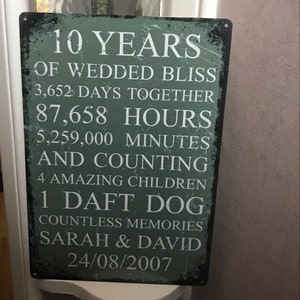 10 YEARS
OF WEDDED BLISS
3,652 DAYS TOGETHER
87,658 HOURS
5,259,000 MINUTES
AND COUNTING
4 AMAZING CHILDREN
1 DAFT DOG
COUNTLESS MEMORIES
SARAH & DAVID
24/08/2007